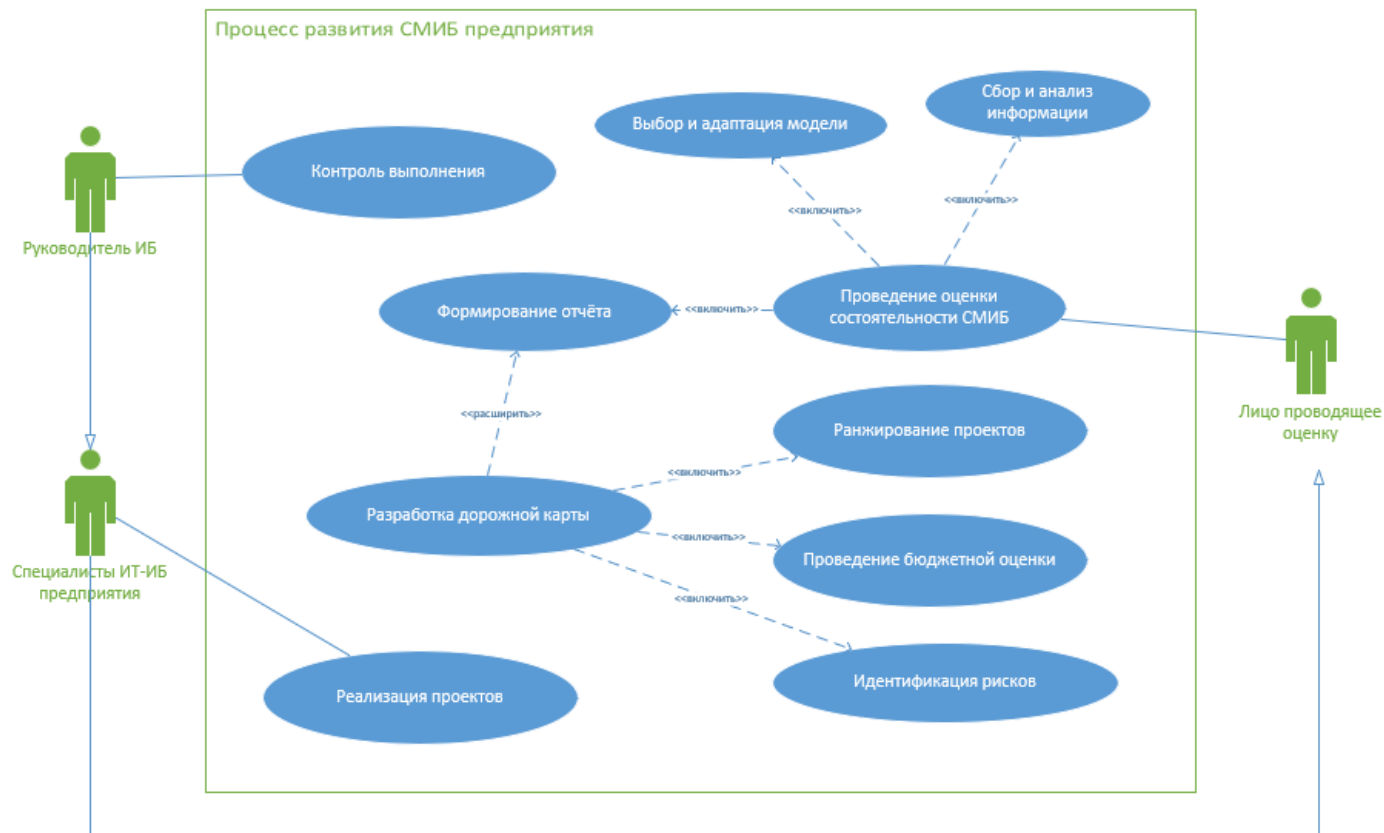 Процесс развития СМИБ предприятия
Сбор и анализ
информации
Выбор и адаптация модели
Контроль выполнения
<<включить>>
<<включить>>
Руководитель ИБ
Проведение оценки
состоятельности СМИБ
Формирование отчёта
<<включить>>
Лицо проводящее
оценку
<<расширить>>
Ранжирование проектов
<<включить>>
Разработка дорожной карты
<<включить>>
Проведение бюджетной оценки
Специалисты ИТ-ИБ
предприятия
<<включить>>
Идентификация рисков
Реализация проектов